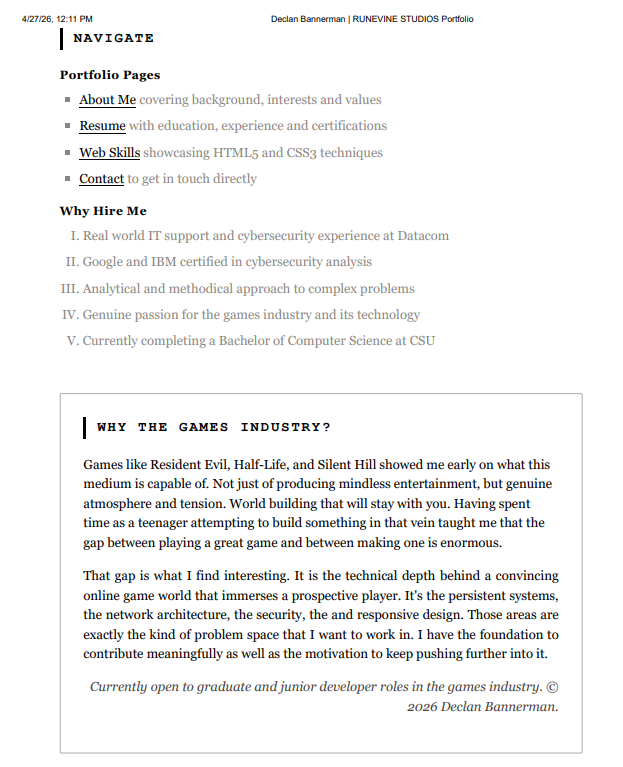 4/27/26, 12:11 PM
Declan Bannerman | RUNEVINE STUDIOS Portfolio
NAVIGATE
Portfolio Pages
About Me covering background, interests and values
Resume with education, experience and certifications
Web Skills showcasing HTML5 and CSS3 techniques
Contact to get in touch directly
Why Hire Me
I. Real world IT support and cybersecurity experience at Datacom
II. Google and IBM certified in cybersecurity analysis
III. Analytical and methodical approach to complex problems
IV. Genuine passion for the games industry and its technology
V. Currently completing a Bachelor of Computer Science at CSU
WHY THE GAMES INDUSTRY?
Games like Resident Evil, Half-Life, and Silent Hill showed me early on what this
medium is capable of. Not just of producing mindless entertainment, but genuine
atmosphere and tension. World building that will stay with you. Having spent
time as a teenager attempting to build something in that vein taught me that the
gap between playing a great game and between making one is enormous.
That gap is what I find interesting. It is the technical depth behind a convincing
online game world that immerses a prospective player. It's the persistent systems,
the network architecture, the security, the and responsive design. Those areas are
exactly the kind of problem space that I want to work in. I have the foundation to
contribute meaningfully as well as the motivation to keep pushing further into it.
Currently open to graduate and junior developer roles in the games industry. ©
2026 Declan Bannerman.